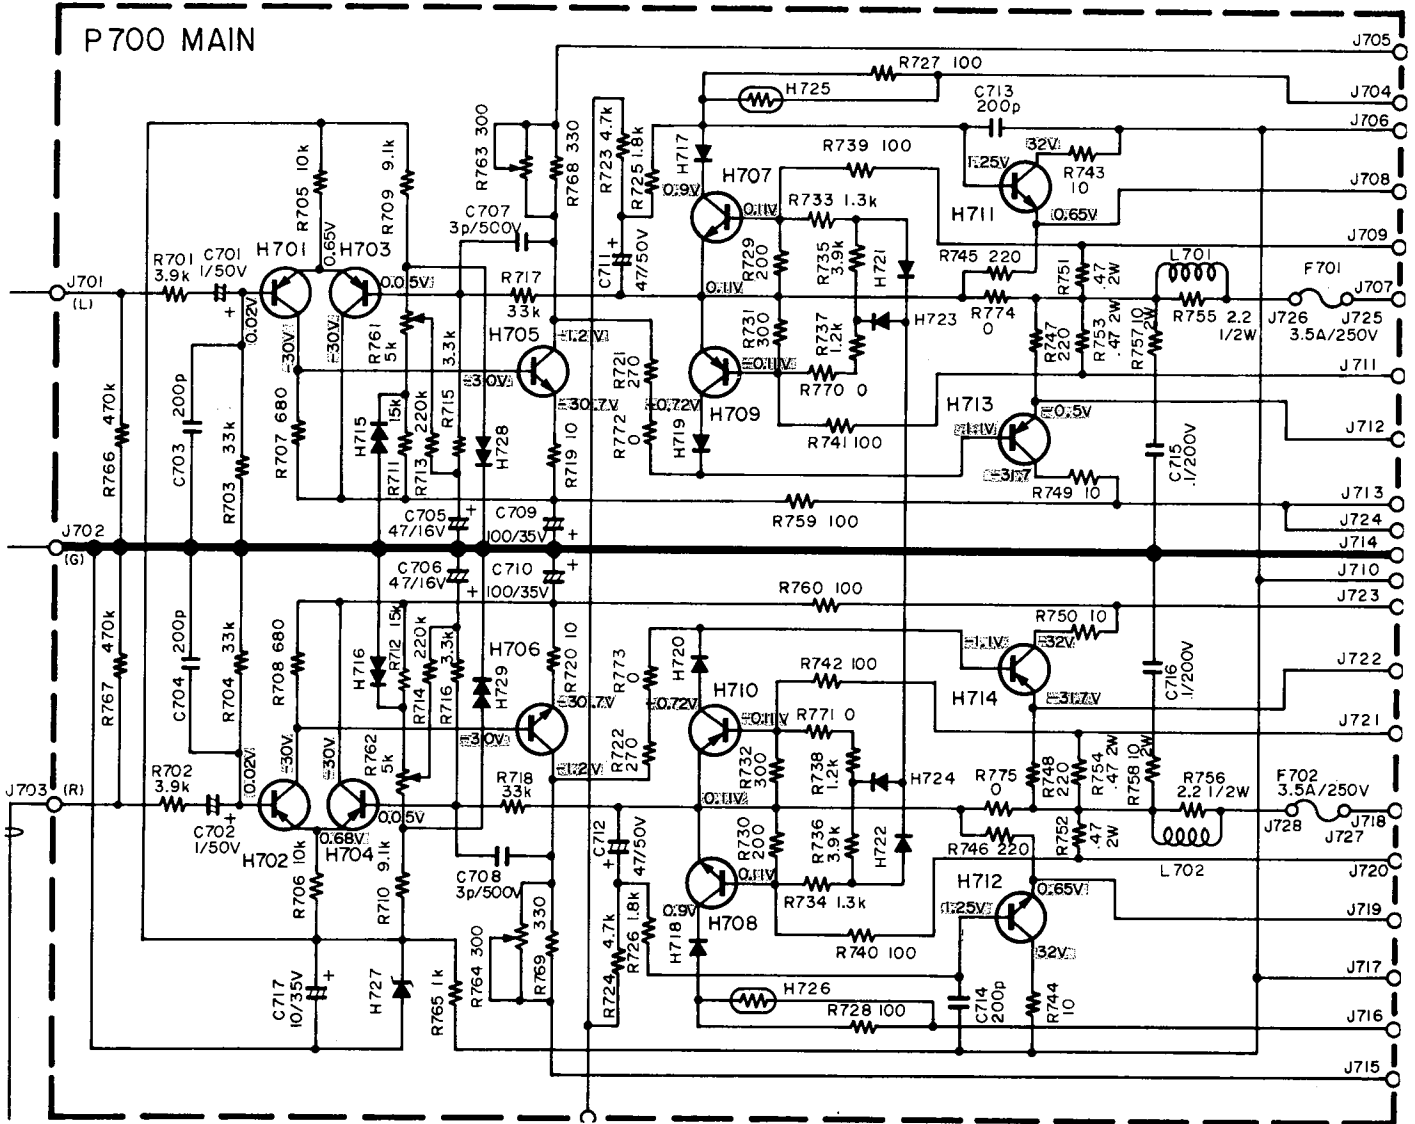 P700 MAIN
J705
R727 100
H725
J704
C713
200p
J706
R763 300
R768 330
R723 4.7k
R725 1.8k
H717
R739 100
32V
1.25V
R743
10
R705 10k
R709 9.1k
0.9V
H707
J708
C707
3p/500V
0.11V
R733 1.3k
H711
0.65V
H701
0.65V
H703
C711
47/50V
R729
200
R735
3.9k
H721
R745 220
R751
.47
2W
L701
J709
R701
3.9k
C701
1/50V
+
J701
(L)
0.05V
R717
33k
0.11V
H723
R774
0
F701
J707
0.02V
-30V
-30V
R761
5k
3.3k
H705
-1.2V
R731
300
R737
1.2k
R747
220
R753
.47 2W
R757 10
2W
R755
2.2
1/2W
J726
J725
3.5A/250V
-30V
R721
270
-0.11V
R770 0
J711
R766 470k
C703 200p
R703 33k
R707 680
H715
15k
R711
220k
R713
R715
H728
-30.7V
R719 10
R772
0
-0.72V
H719
H709
R741 100
H713
-0.5V
-1.1V
J712
-31.7
R749 10
C715
.1/200V
C705
47/16V
+
C709
100/35V
+
R759 100
J713
J724
J702
(G)
J714
C706
47/16V
+
C710
100/35V
+
J710
R760 100
J723
R767 470k
C704 200p
R704 33k
R708 680
H716
R712 15k
R714 220k
R716 3.3k
H729
H706
R720 10
R773
0
H720
R750 10
-1.1V
-32V
R742 100
C716
.1/200V
J722
-30.7V
-0.72V
H710
H714
-31.7V
-30V
-0.11V
R771 0
J721
-30V
-30V
R762
5k
-1.2V
R722
270
R732
300
R738
1.2k
H724
R748
220
R754
.47 2W
R758 10
2W
R756
2.2 1/2W
F702
3.5A/250V
J703
(R)
R702
3.9k
0.02V
R718
33k
0.11V
R775
0
J728
J727
J718
C702
1/50V
+
0.05V
H702
0.68V
H704
C712
47/50V
+
R730
200
R736
3.9k
H722
R746 220
R752
.47
2W
L702
J720
R706 10k
R710 9.1k
C708
3p/500V
0.11V
H712
0.65V
R734 1.3k
0.9V
H708
1.25V
J719
R764 300
R769 330
R724 4.7k
R726 1.8k
H718
R740 100
32V
C717
10/35V
+
H727
R765 1k
H726
R728 100
C714
200p
R744
10
J717
J716
J715